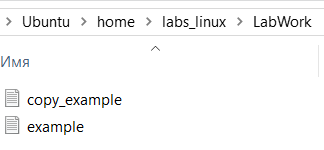 > Ubuntu > home > labs_linux > LabWork
Имя
copy_example
example